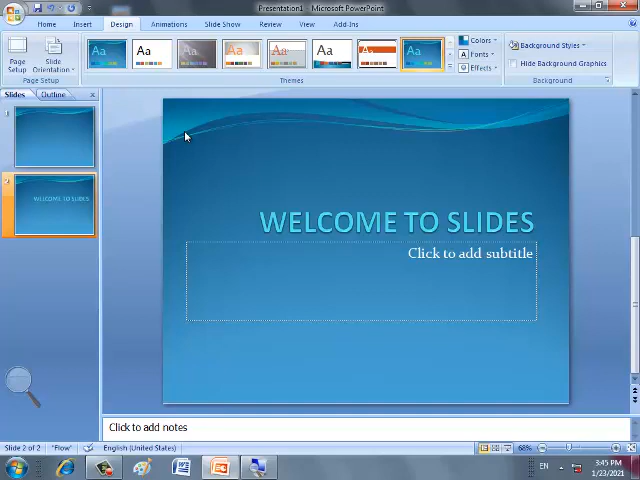 Presentation1 - Microsoft PowerPoint
Home Insert Design Animations Slide Show Review View Add-Ins
Page Setup
Slide Orientation
Aa Aa Aa Aa Aa Aa Aa Aa
Colors
Fonts
Effects
Background Styles
Hide Background Graphics
Page Setup Themes Background
Slides Outline
WELCOME TO SLIDES
WELCOME TO SLIDES
Click to add subtitle
Click to add notes
Slide 2 of 2 "Flow" English (United States) 68%
EN 3:45 PM
1/23/2021